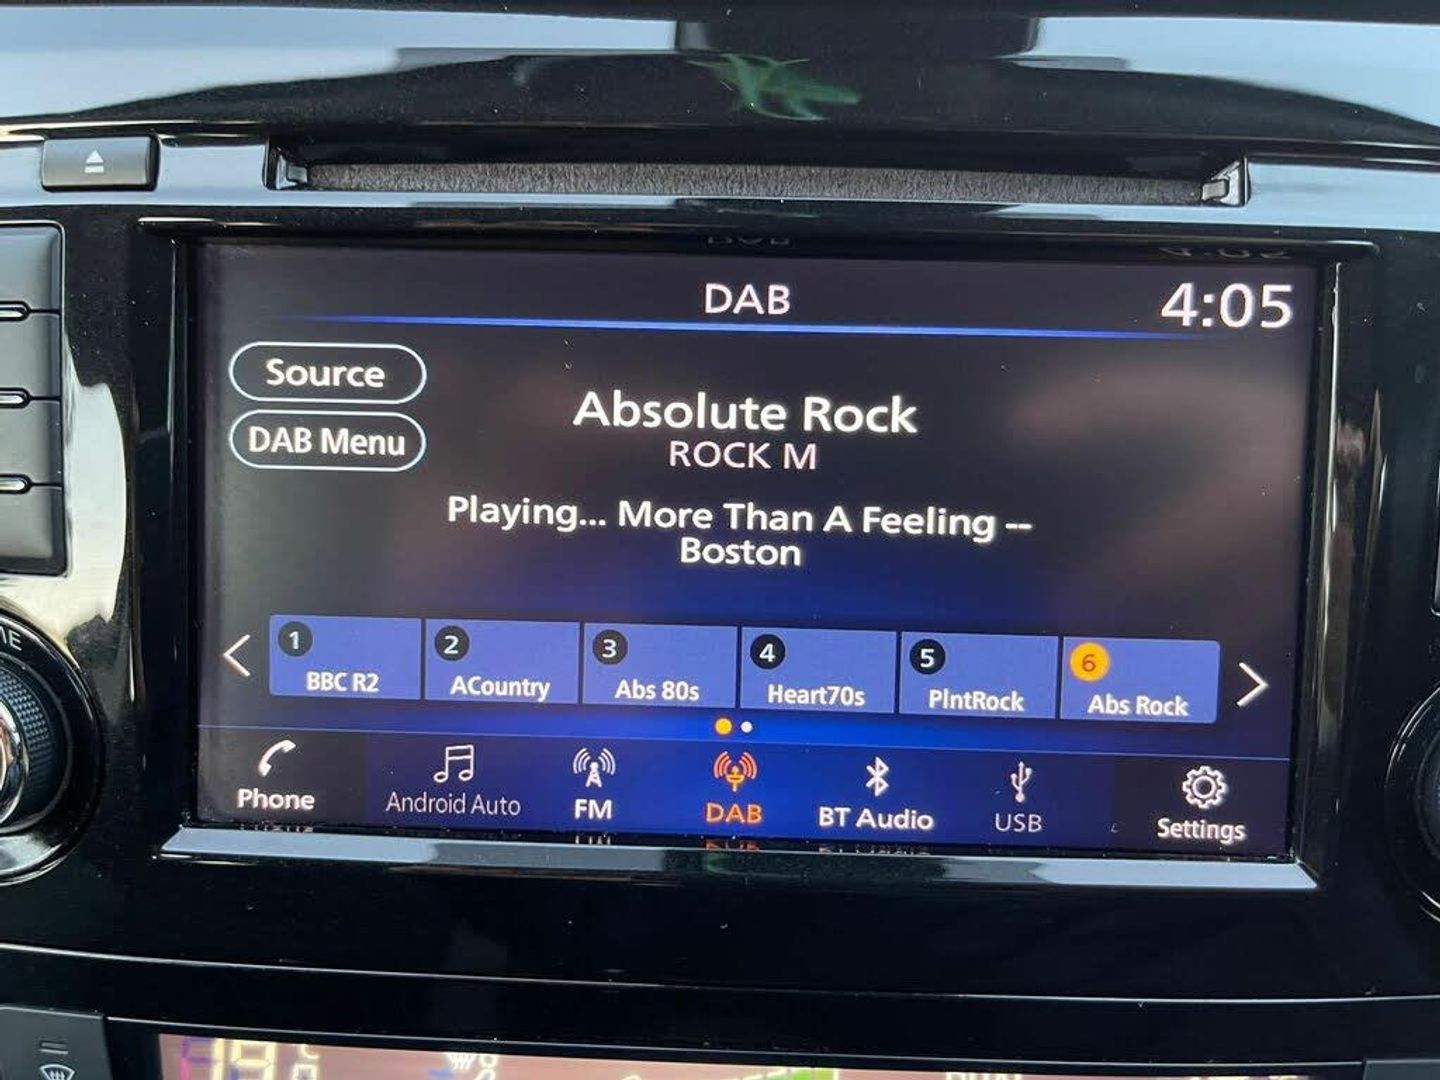 DAB
4:05
Source
DAB Menu
Absolute Rock
ROCK M
Playing... More Than A Feeling --
Boston
1
BBC R2
2
ACountry
3
Abs 80s
4
Heart70s
5
PlntRock
6
Abs Rock
Phone
Android Auto
FM
DAB
BT Audio
USB
Settings